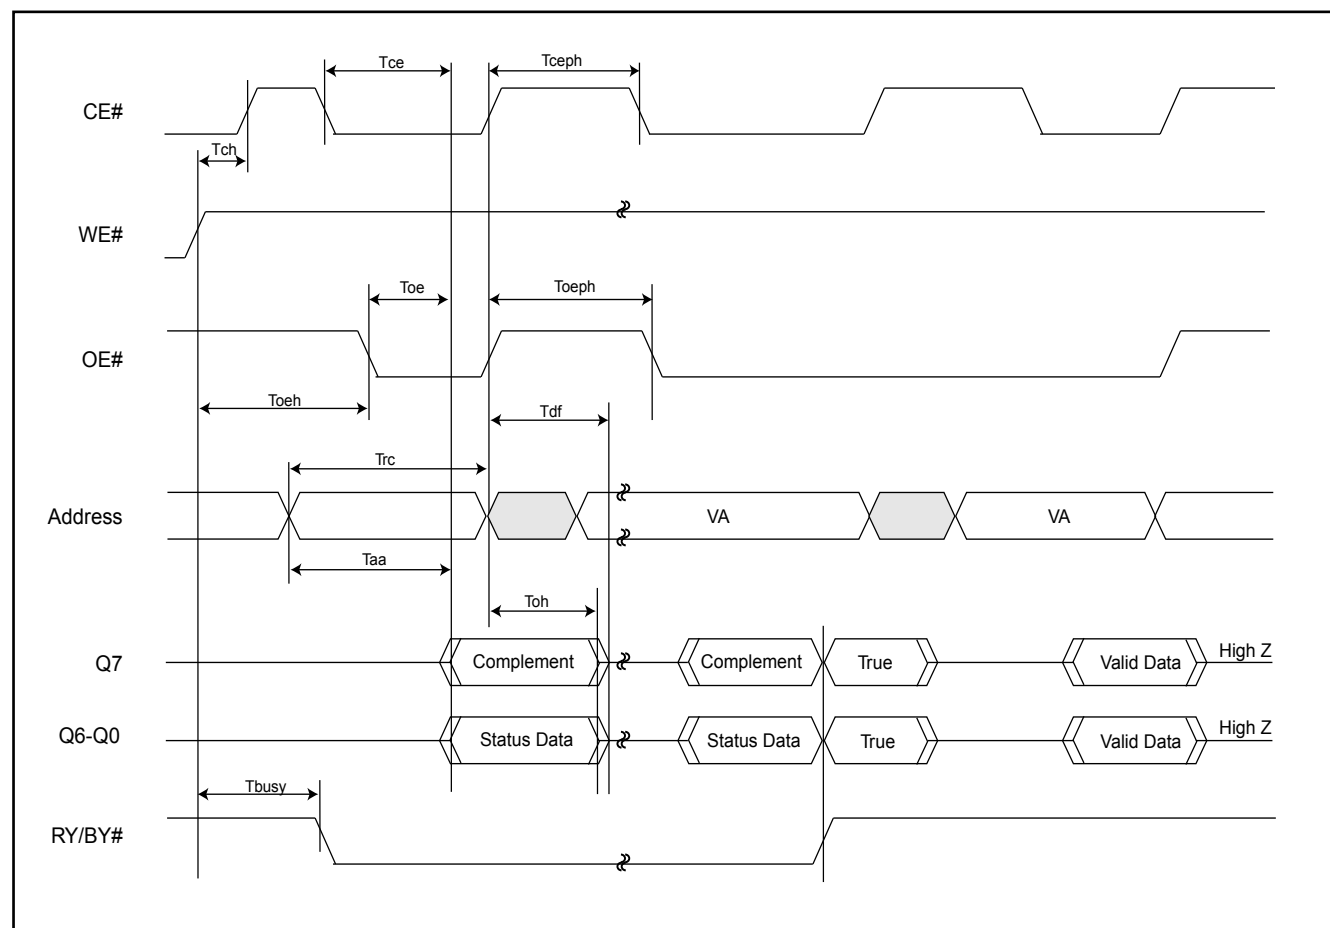 Tce
Tceph
CE#
Tch
WE#
Toe
Toeph
OE#
Toeh
Tdf
Trc
Address
VA
VA
Taa
Toh
Q7
Complement
Complement
True
Valid Data
High Z
Q6-Q0
Status Data
Status Data
True
Valid Data
High Z
Tbusy
RY/BY#